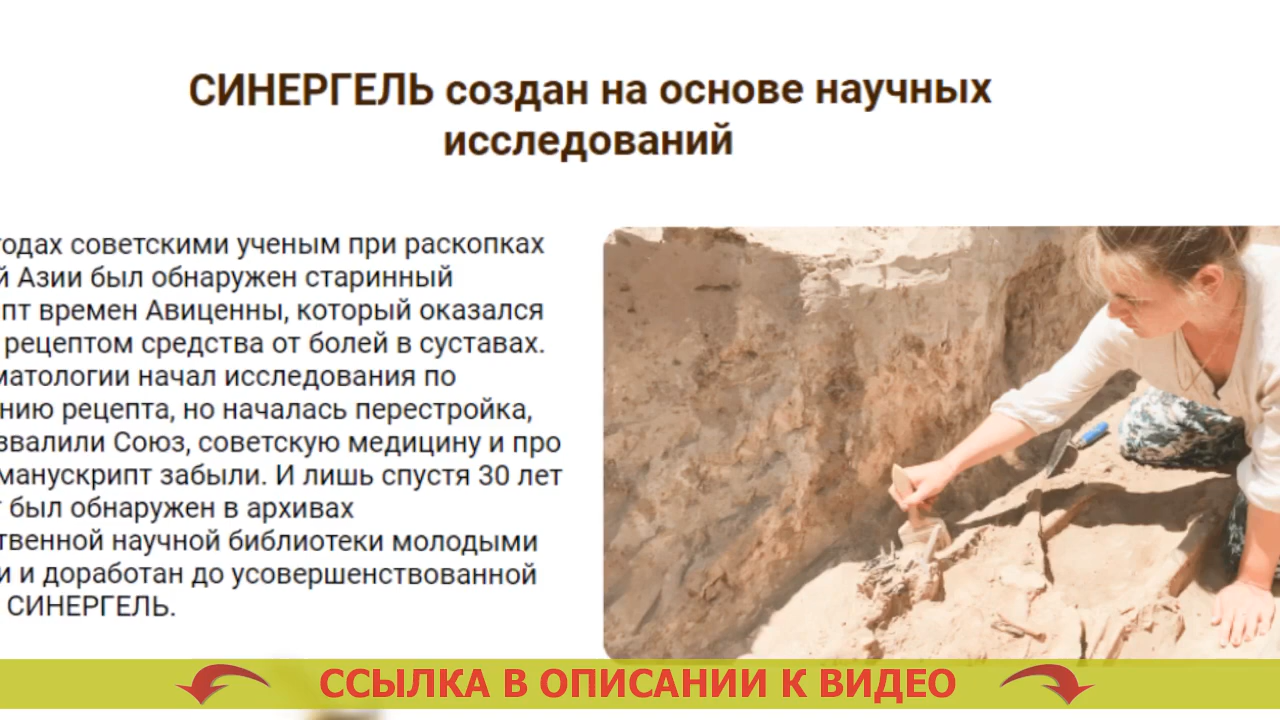 СИНЕРГЕЛЬ создан на основе научных
исследований
годах советскими ученым при раскопках
й Азии был обнаружен старинный
пт времен Авиценны, который оказался
рецептом средства от болей в суставах.
матологии начал исследования по
нию рецепта, но началась перестройка,
звалили Союз, советскую медицину и про
манускрипт забыли. И лишь спустя 30 лет
был обнаружен в архивах
твенной научной библиотеки молодыми
и и доработан до усовершенствованной
СИНЕРГЕЛЬ.
ССЫЛКА В ОПИСАНИИ К ВИДЕО